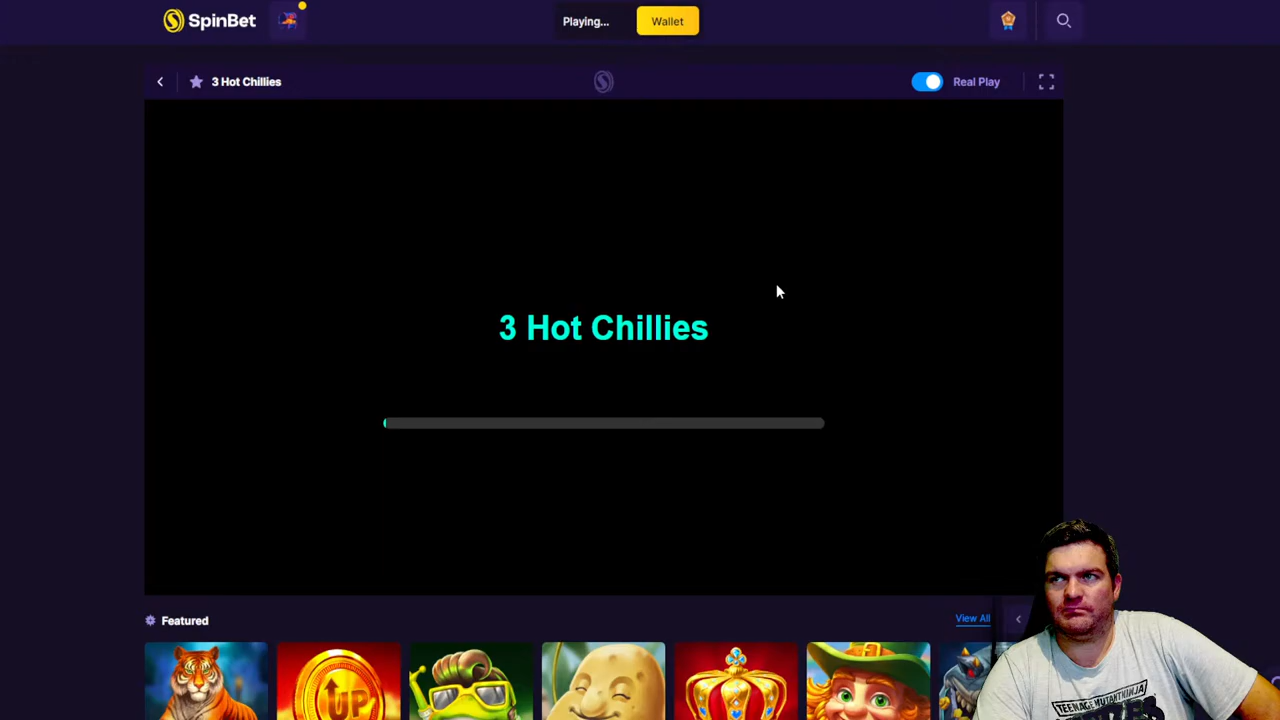 SpinBet
Playing...
Wallet
3 Hot Chillies
Real Play
3 Hot Chillies
Featured
View All
UP
TEENAGE MUTANT NINJA